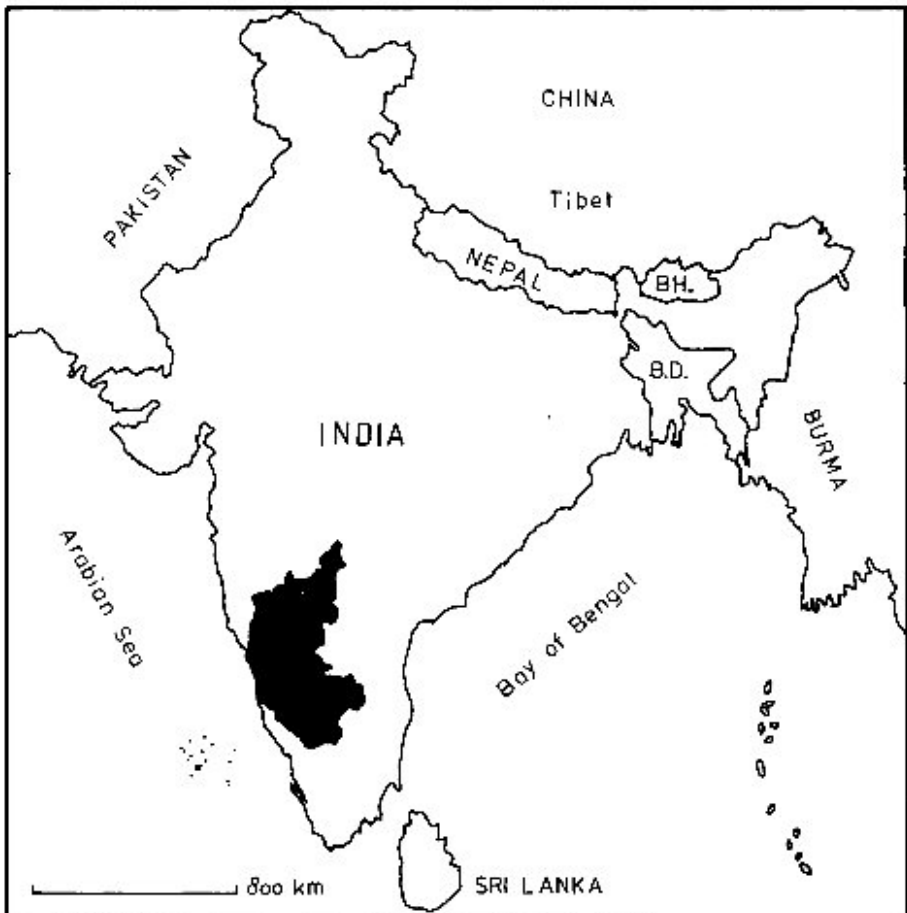 CHINA
PAKISTAN
Tibet
NEPAL
BH.
B.D.
INDIA
BURMA
Arabian Sea
Bay of Bengal
800 km
SRI LANKA